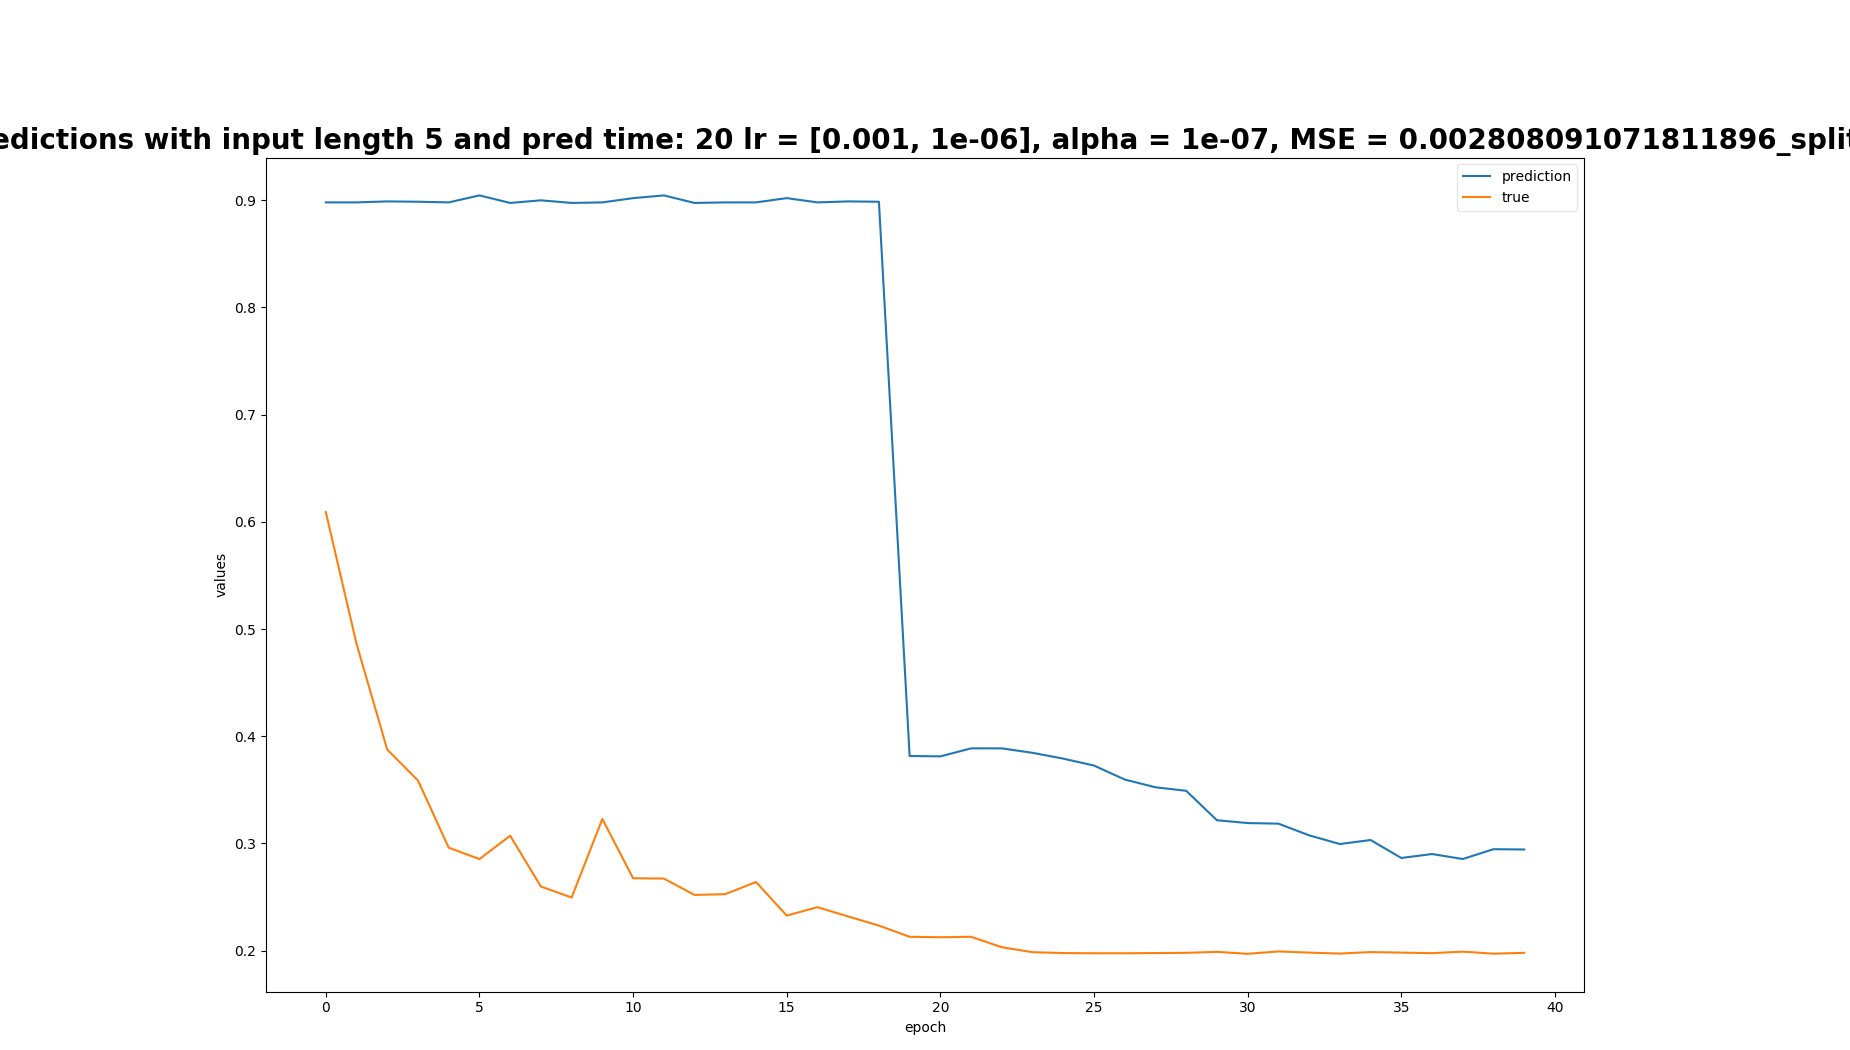 edictions with input length 5 and pred time: 20 lr = [0.001, 1e-06], alpha = 1e-07, MSE = 0.002808091071811896_split
prediction
true
0.9
0.8
0.7
0.6
0.5
0.4
0.3
0.2
values
0 5 10 15 20 25 30 35 40
epoch